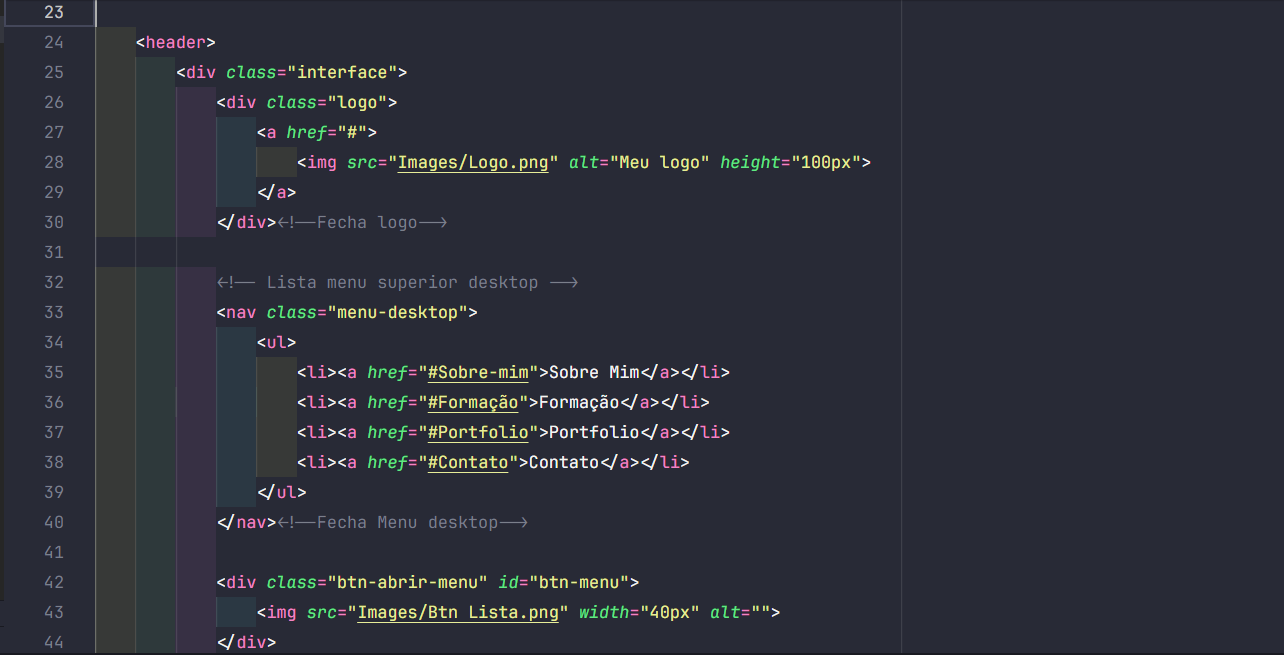 23
24 <header>
25 <div class="interface">
26 <div class="logo">
27 <a href="#">
28 <img src="Images/Logo.png" alt="Meu logo" height="100px">
29 </a>
30 </div><!--Fecha logo-->
31
32 <!-- Lista menu superior desktop -->
33 <nav class="menu-desktop">
34 <ul>
35 <li><a href="#Sobre-mim">Sobre Mim</a></li>
36 <li><a href="#Formação">Formação</a></li>
37 <li><a href="#Portfolio">Portfolio</a></li>
38 <li><a href="#Contato">Contato</a></li>
39 </ul>
40 </nav><!--Fecha Menu desktop-->
41
42 <div class="btn-abrir-menu" id="btn-menu">
43 <img src="Images/Btn Lista.png" width="40px" alt="">
44 </div>